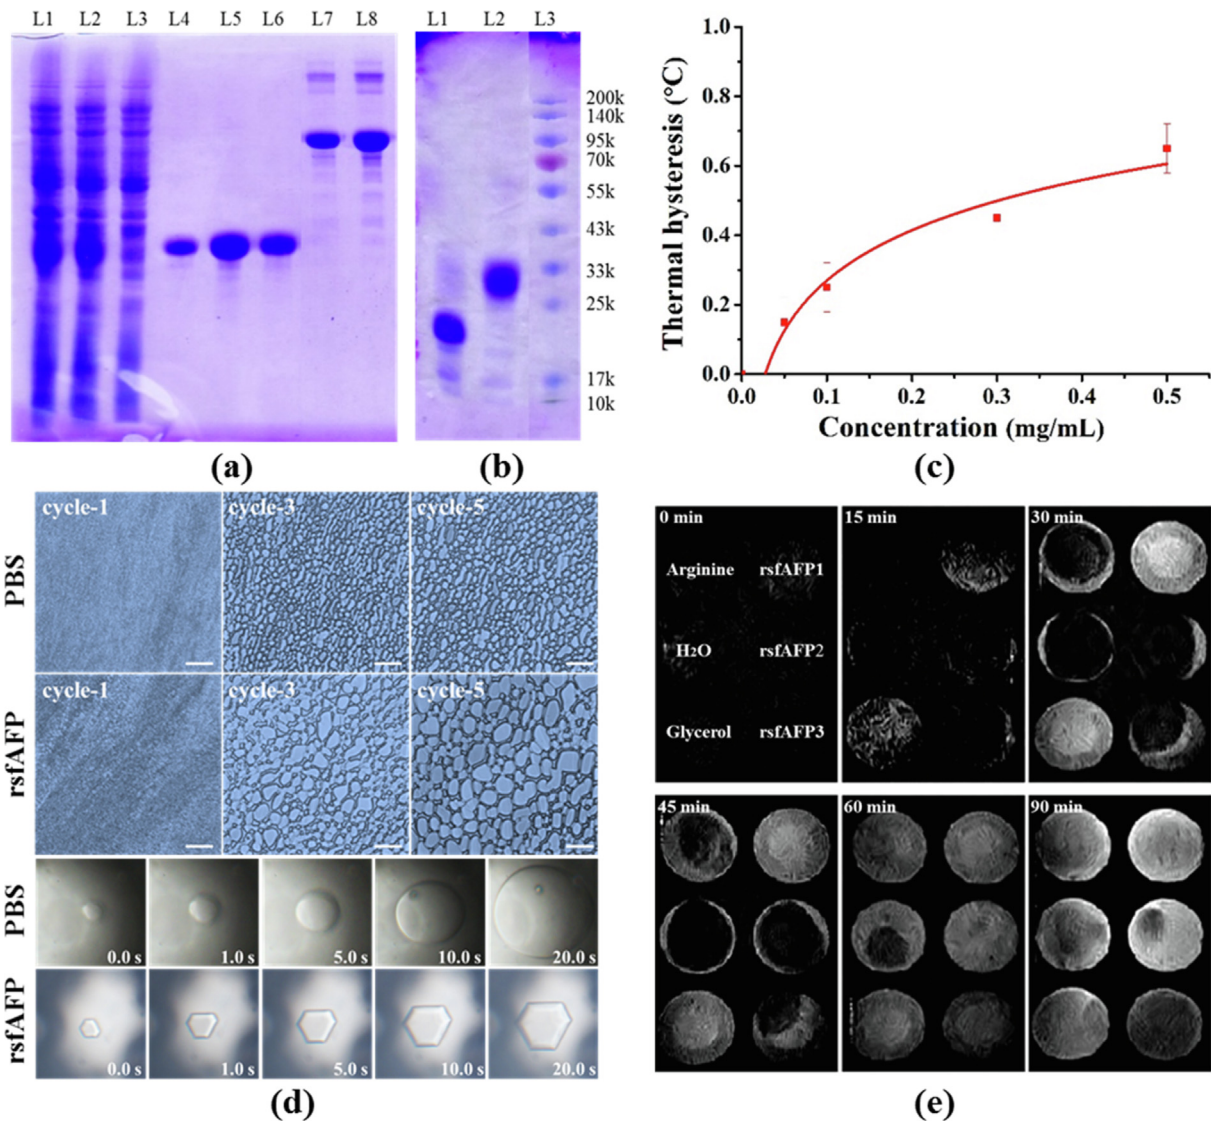 L1 L2 L3 L4 L5 L6 L7 L8
L1 L2 L3
200k
140k
95k
70k
55k
43k
33k
25k
17k
10k
(a)
(b)
Thermal hysteresis (°C)
1.0
0.8
0.6
0.4
0.2
0.0
0.0 0.1 0.2 0.3 0.4 0.5
Concentration (mg/mL)
(c)
PBS
cycle-1 cycle-3 cycle-5
rsfAFP
cycle-1 cycle-3 cycle-5
PBS
0.0 s 1.0 s 5.0 s 10.0 s 20.0 s
rsfAFP
0.0 s 1.0 s 5.0 s 10.0 s 20.0 s
(d)
0 min 15 min 30 min
Arginine rsfAFP1
H2O rsfAFP2
Glycerol rsfAFP3
45 min 60 min 90 min
(e)